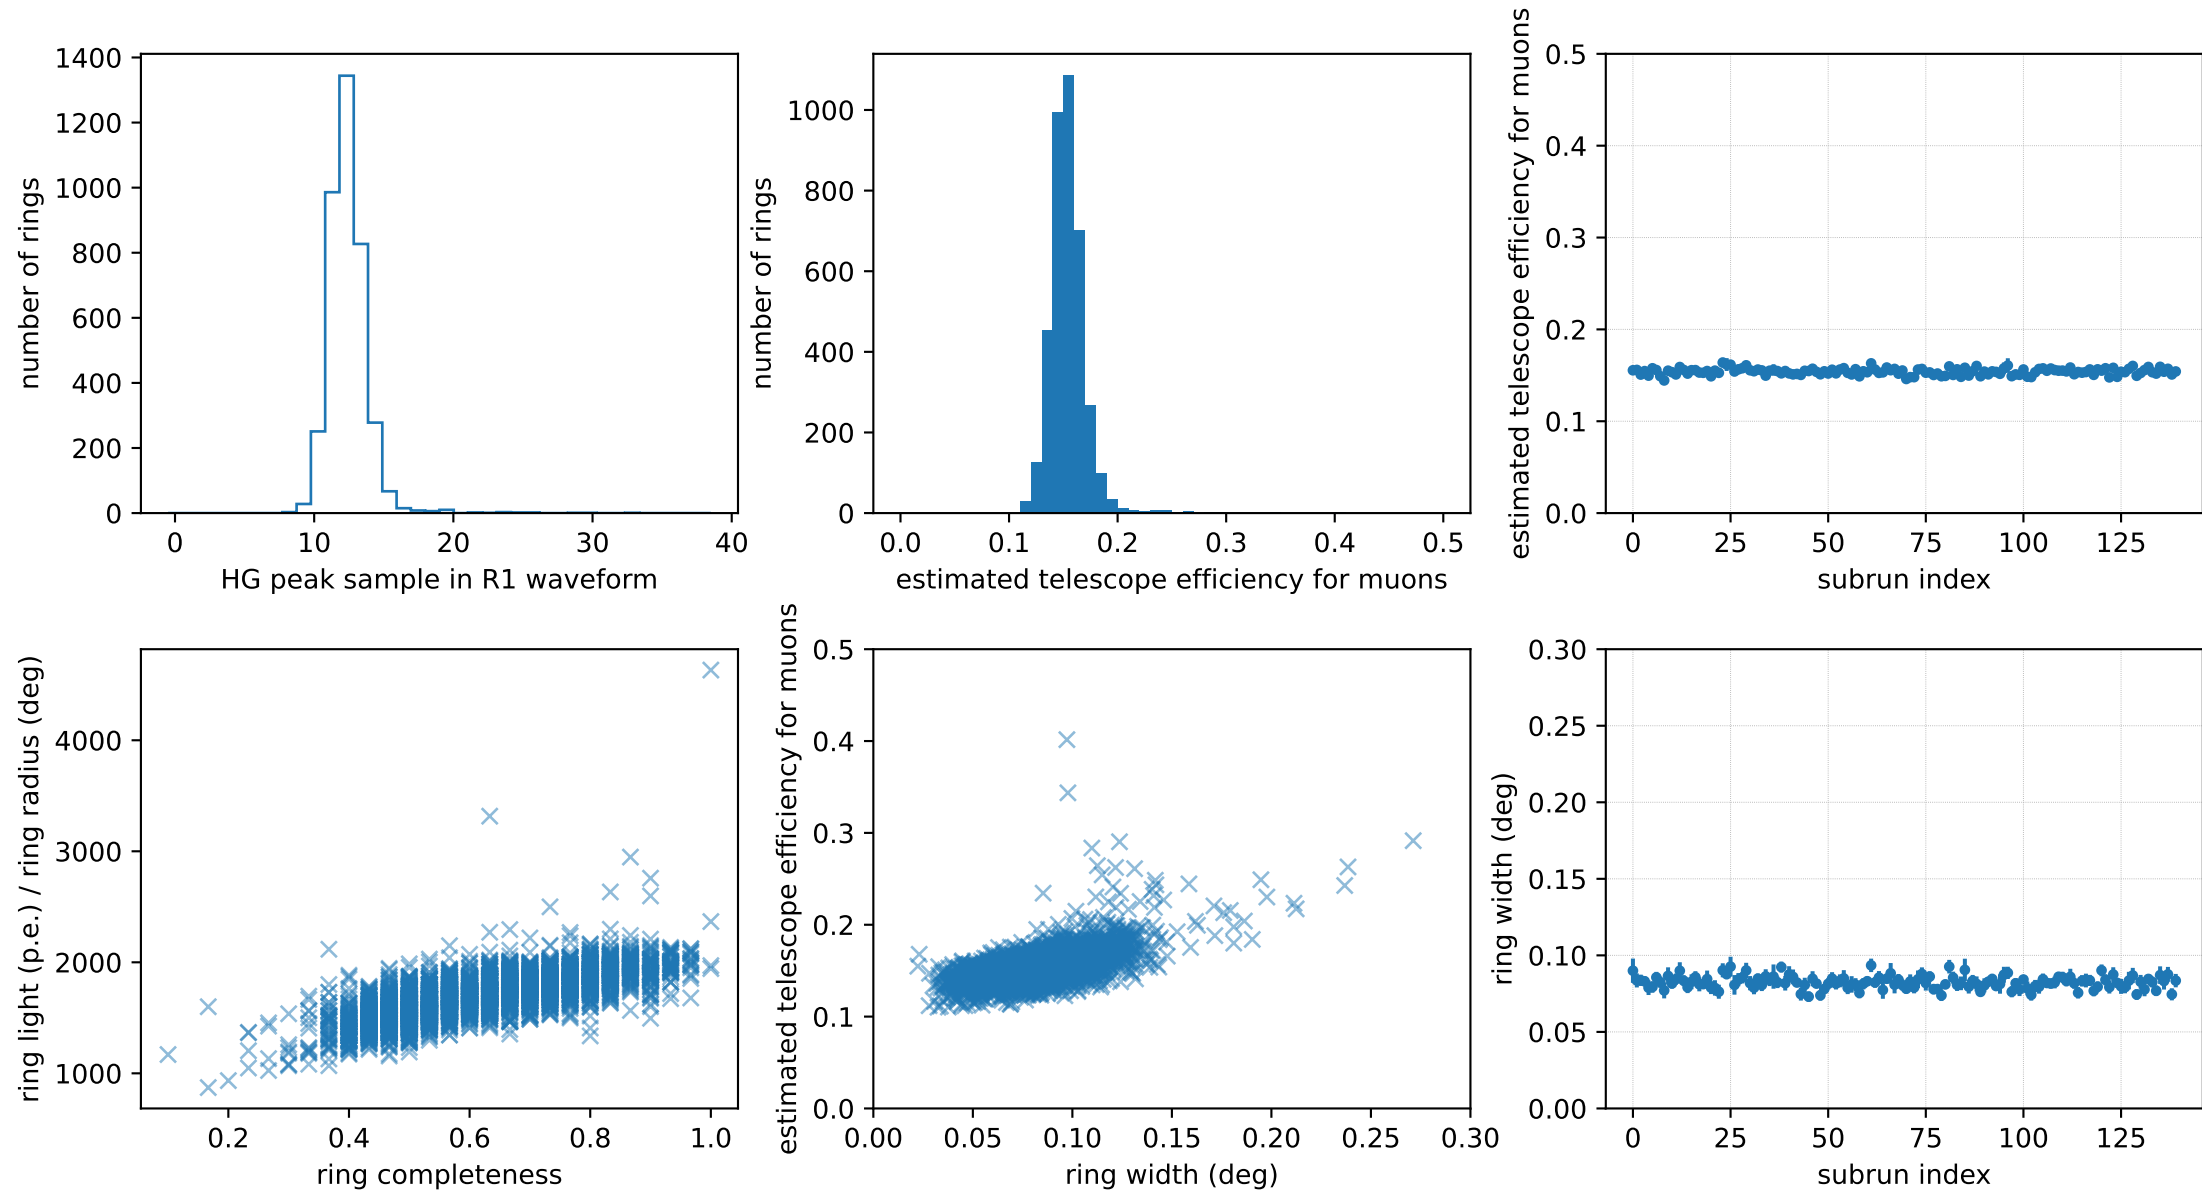 1400
1200
1000
800
600
400
200
0
number of rings
0 10 20 30 40
HG peak sample in R1 waveform
1000
800
600
400
200
0
number of rings
0.0 0.1 0.2 0.3 0.4 0.5
estimated telescope efficiency for muons
0.5
0.4
0.3
0.2
0.1
0.0
estimated telescope efficiency for muons
0 25 50 75 100 125
subrun index
4000
3000
2000
1000
ring light (p.e.) / ring radius (deg)
0.2 0.4 0.6 0.8 1.0
ring completeness
0.5
0.4
0.3
0.2
0.1
0.0
estimated telescope efficiency for muons
0.00 0.05 0.10 0.15 0.20 0.25 0.30
ring width (deg)
0.30
0.25
0.20
0.15
0.10
0.05
0.00
ring width (deg)
0 25 50 75 100 125
subrun index